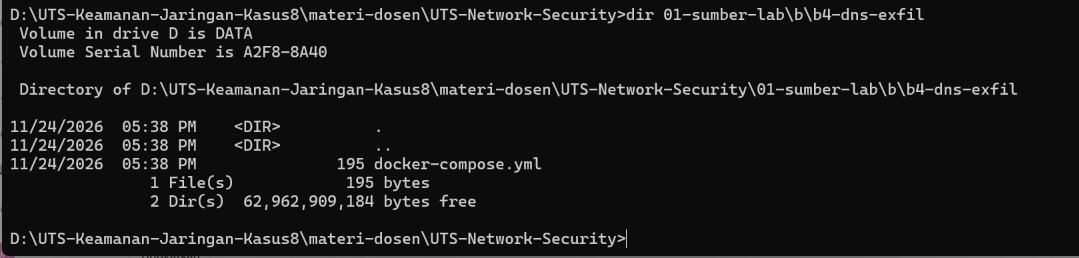 D:\UTS-Keamanan-Jaringan-Kasus8\materi-dosen\UTS-Network-Security>dir 01-sumber-lab\b\b4-dns-exfil
Volume in drive D is DATA
Volume Serial Number is A2F8-8A40
Directory of D:\UTS-Keamanan-Jaringan-Kasus8\materi-dosen\UTS-Network-Security\01-sumber-lab\b\b4-dns-exfil
11/24/2026  05:38 PM    <DIR>          .
11/24/2026  05:38 PM    <DIR>          ..
11/24/2026  05:38 PM               195 docker-compose.yml
1 File(s)            195 bytes
2 Dir(s)  62,962,909,184 bytes free
D:\UTS-Keamanan-Jaringan-Kasus8\materi-dosen\UTS-Network-Security>